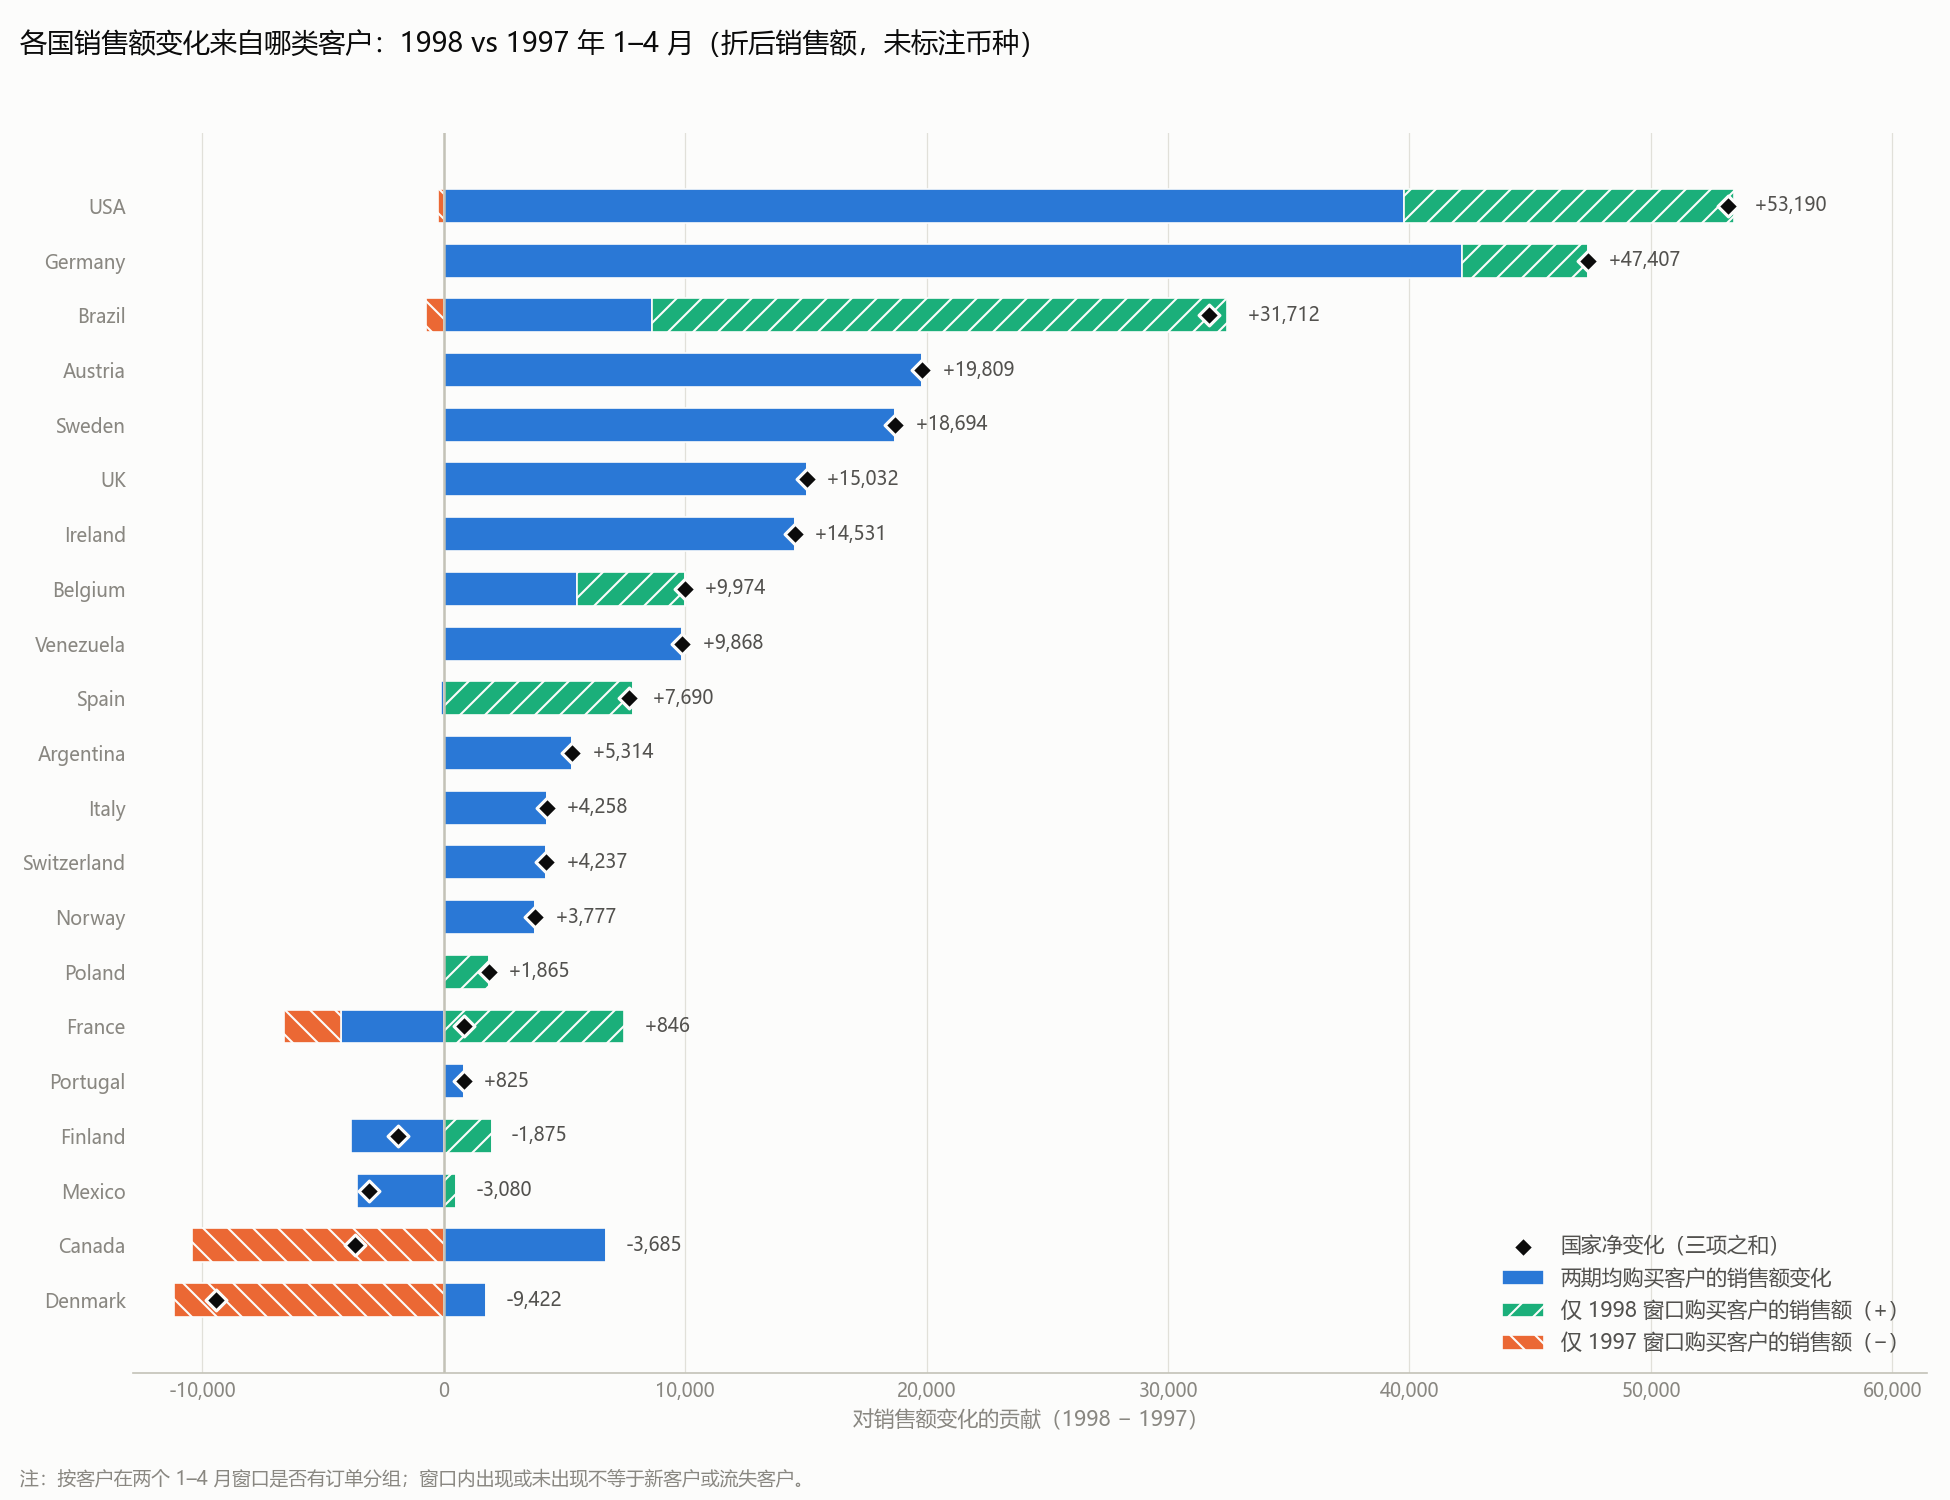 各国销售额变化来自哪类客户：1998 vs 1997 年 1–4 月（折后销售额，未标注币种）
USA +53,190
Germany +47,407
Brazil +31,712
Austria +19,809
Sweden +18,694
UK +15,032
Ireland +14,531
Belgium +9,974
Venezuela +9,868
Spain +7,690
Argentina +5,314
Italy +4,258
Switzerland +4,237
Norway +3,777
Poland +1,865
France +846
Portugal +825
Finland -1,875
Mexico -3,080
Canada -3,685
Denmark -9,422
国家净变化（三项之和）
两期均购买客户的销售额变化
仅 1998 窗口购买客户的销售额（+）
仅 1997 窗口购买客户的销售额（−）
-10,000 0 10,000 20,000 30,000 40,000 50,000 60,000
对销售额变化的贡献（1998 − 1997）
注：按客户在两个 1–4 月窗口是否有订单分组；窗口内出现或未出现不等于新客户或流失客户。